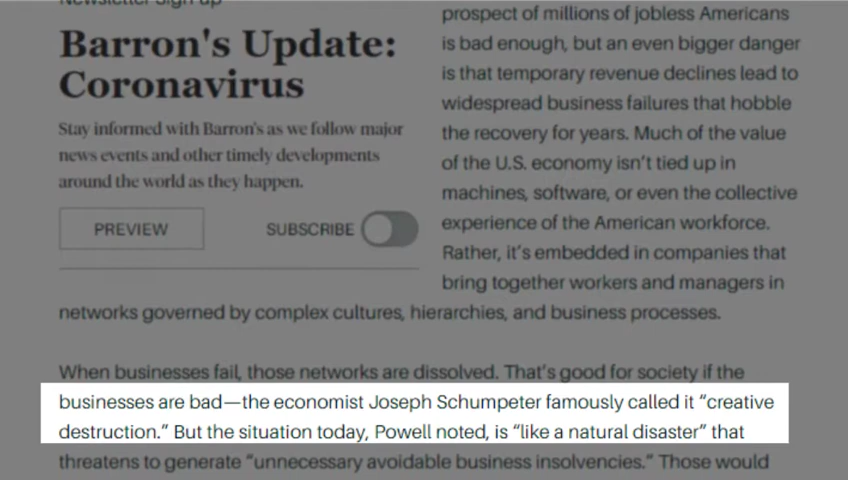 Newsletter Sign up
Barron's Update:
Coronavirus
Stay informed with Barron's as we follow major
news events and other timely developments
around the world as they happen.
PREVIEW
SUBSCRIBE
prospect of millions of jobless Americans
is bad enough, but an even bigger danger
is that temporary revenue declines lead to
widespread business failures that hobble
the recovery for years. Much of the value
of the U.S. economy isn’t tied up in
machines, software, or even the collective
experience of the American workforce.
Rather, it’s embedded in companies that
bring together workers and managers in
networks governed by complex cultures, hierarchies, and business processes.
When businesses fail, those networks are dissolved. That’s good for society if the
businesses are bad—the economist Joseph Schumpeter famously called it “creative
destruction.” But the situation today, Powell noted, is “like a natural disaster” that
threatens to generate “unnecessary avoidable business insolvencies.” Those would